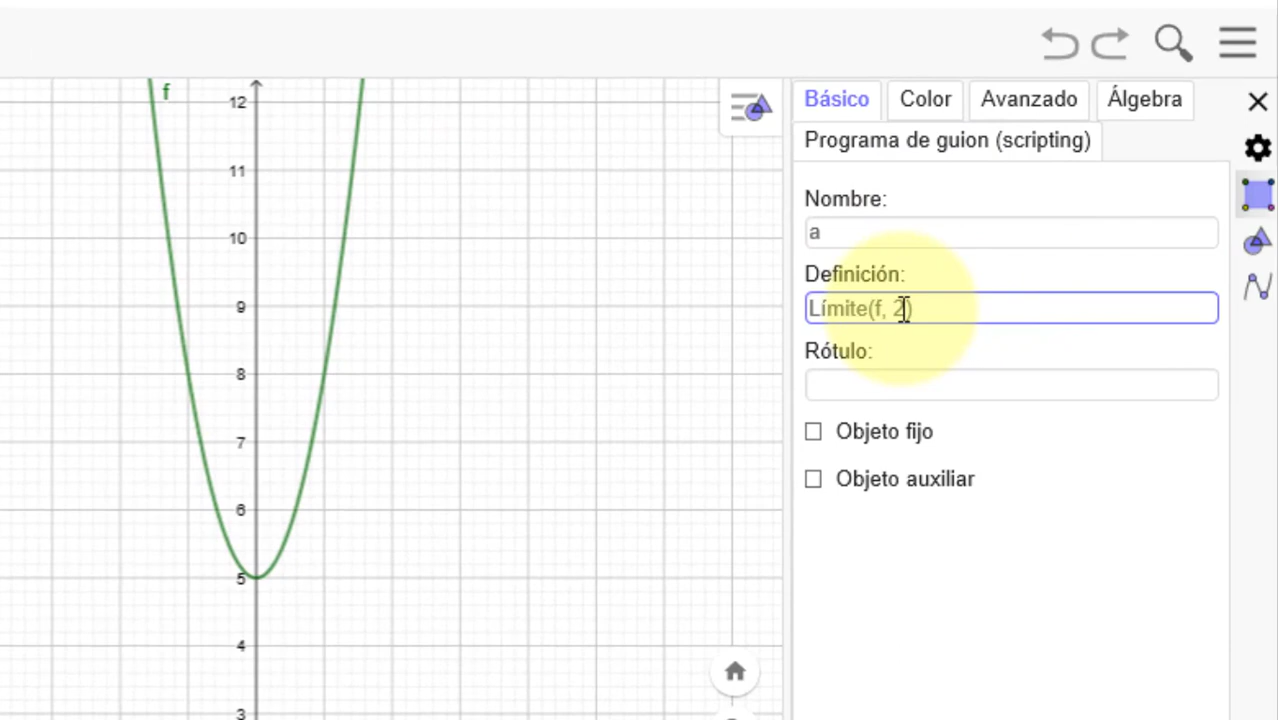 f
12
11
10
9
8
7
6
5
4
3
Básico
Color
Avanzado
Álgebra
Programa de guion (scripting)
Nombre:
a
Definición:
Límite(f, 2)
Rótulo:
Objeto fijo
Objeto auxiliar